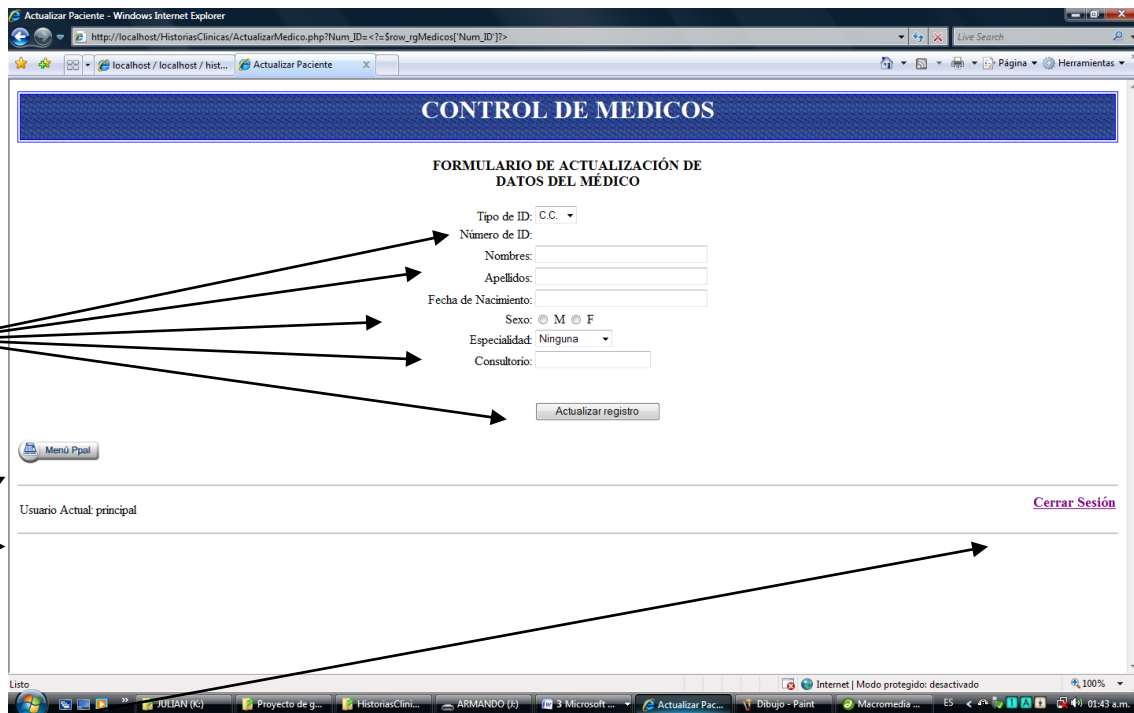 Actualizar Paciente - Windows Internet Explorer
http://localhost/HistoriasClinicas/ActualizarMedico.php?Num_ID=<?=$row_rgMedicos['Num_ID']?>
Live Search
localhost / localhost / hist...
Actualizar Paciente
Página
Herramientas
CONTROL DE MEDICOS
FORMULARIO DE ACTUALIZACIÓN DE
DATOS DEL MÉDICO
Tipo de ID: C.C.
Número de ID:
Nombres:
Apellidos:
Fecha de Nacimiento:
Sexo: M F
Especialidad: Ninguna
Consultorio:
Actualizar registro
Menú Ppal
Usuario Actual: principal
Cerrar Sesión
Listo
Internet | Modo protegido: desactivado
100%
JULIAN (K:)
Proyecto de g...
HistoriasClini...
ARMANDO (J:)
3 Microsoft ...
Actualizar Pac...
Dibujo - Paint
Macromedia ...
ES
01:43 a.m.